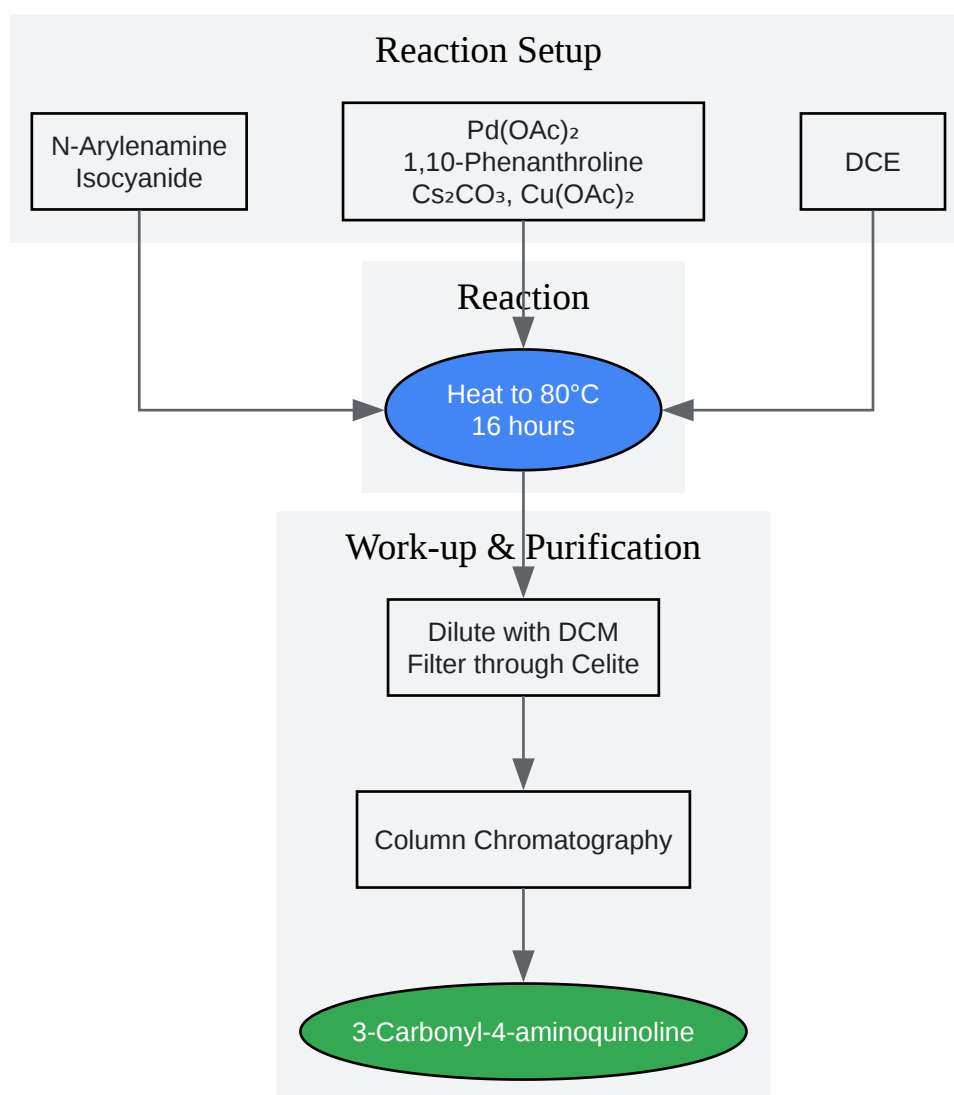 Reaction Setup
N-Arylenamine
Isocyanide
Pd(OAc)₂
1,10-Phenanthroline
Cs₂CO₃, Cu(OAc)₂
DCE
Reaction
Heat to 80°C
16 hours
Work-up & Purification
Dilute with DCM
Filter through Celite
Column Chromatography
3-Carbonyl-4-aminoquinoline